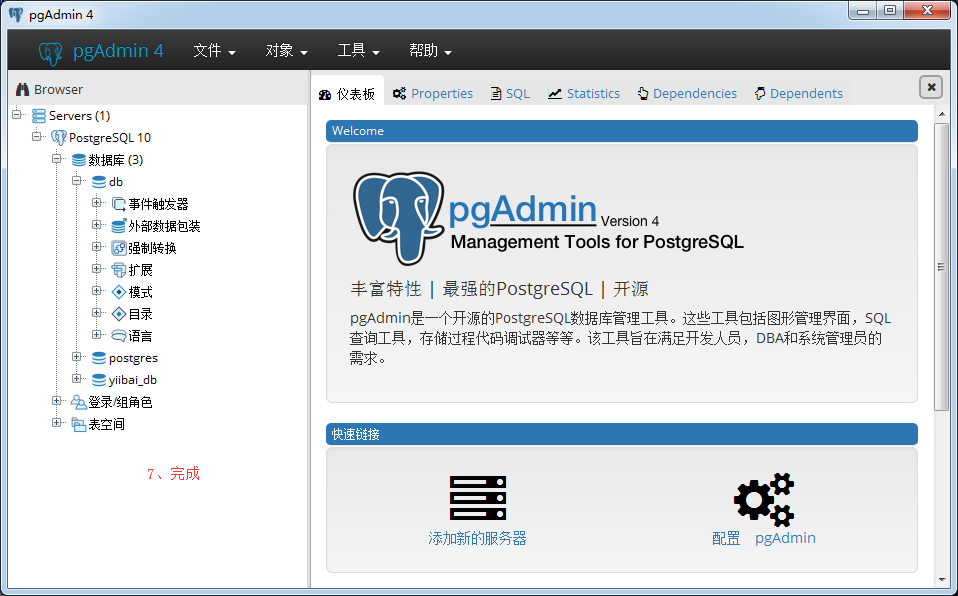 pgAdmin 4
pgAdmin 4 文件 对象 工具 帮助
Browser
仪表板 Properties SQL Statistics Dependencies Dependents
Servers (1)
PostgreSQL 10
数据库 (3)
db
事件触发器
外部数据包装
强制转换
扩展
模式
目录
语言
postgres
yiibai_db
登录/组角色
表空间
7、完成
Welcome
pgAdmin Version 4
Management Tools for PostgreSQL
丰富特性 | 最强的PostgreSQL | 开源
pgAdmin是一个开源的PostgreSQL数据库管理工具。这些工具包括图形管理界面，SQL
查询工具，存储过程代码调试器等等。该工具旨在满足开发人员，DBA和系统管理员的
需求。
快速链接
添加新的服务器
配置 pgAdmin